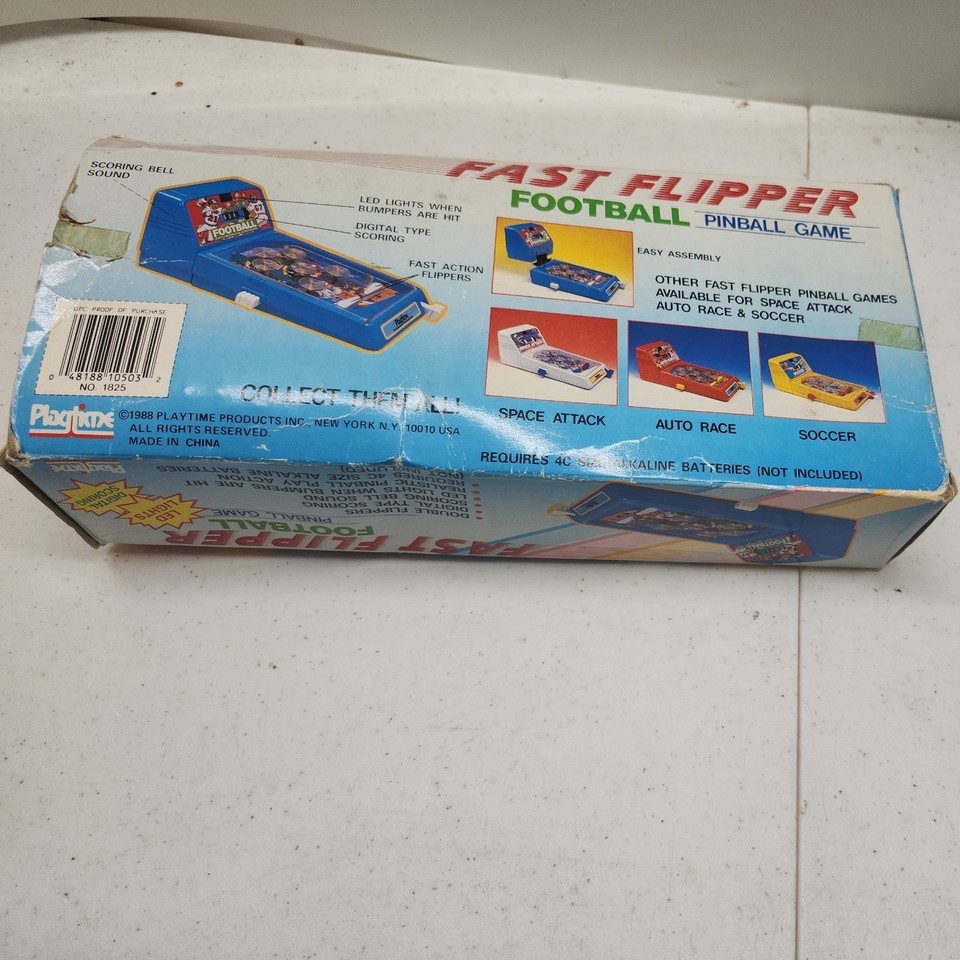 SCORING BELL
SOUND
LED LIGHTS WHEN
BUMPERS ARE HIT
DIGITAL TYPE
SCORING
FAST ACTION
FLIPPERS
FOOTBALL
FAST FLIPPER
FOOTBALL PINBALL GAME
EASY ASSEMBLY
OTHER FAST FLIPPER PINBALL GAMES
AVAILABLE FOR SPACE ATTACK
AUTO RACE & SOCCER
UPC PROOF OF PURCHASE
0 48188 10503 2
NO. 1825
COLLECT THEM ALL!
SPACE ATTACK
AUTO RACE
SOCCER
Playtime
©1988 PLAYTIME PRODUCTS INC., NEW YORK N.Y. 10010 USA
ALL RIGHTS RESERVED.
MADE IN CHINA
REQUIRES 4C SIZE ALKALINE BATTERIES (NOT INCLUDED)
Playtime
FAST FLIPPER
FOOTBALL
PINBALL GAME
LED
LIGHTS
DIGITAL
SCORING
DOUBLE FLIPPERS
DIGITAL TYPE SCORING
SCORING BELL SOUND
LED LIGHTS WHEN BUMPERS ARE HIT
REALISTIC PINBALL PLAY ACTION
REQUIRES 4C SIZE ALKALINE BATTERIES
FOOTBALL